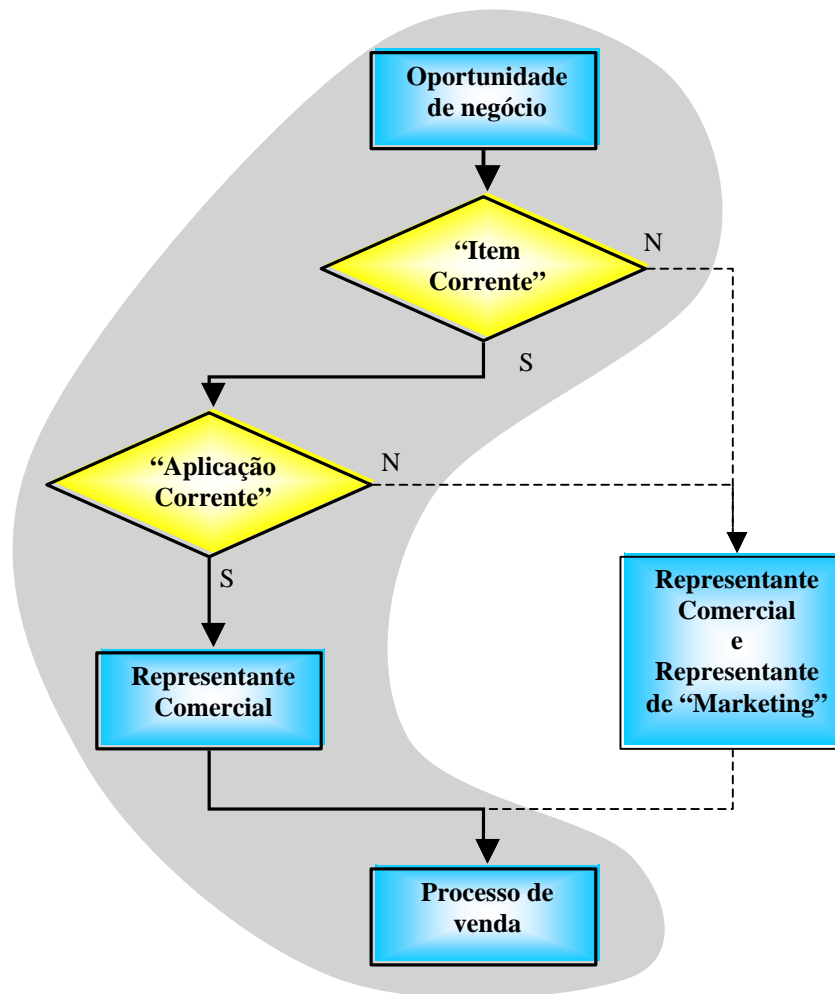 Oportunidade
de negócio
“Item
Corrente”
N
S
“Aplicação
Corrente”
N
S
Representante
Comercial
Representante
Comercial
e
Representante
de “Marketing”
Processo de
venda